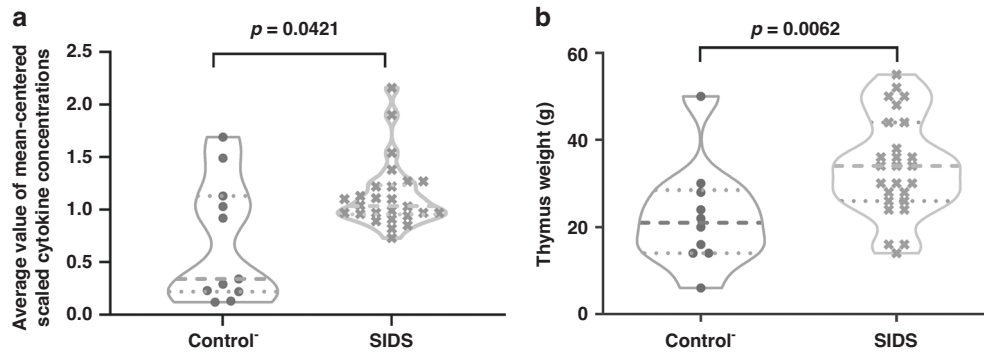 a
p = 0.0421
Average value of mean-centered
scaled cytokine concentrations
2.5
2.0
1.5
1.0
0.5
0.0
Control-
SIDS
b
p = 0.0062
Thymus weight (g)
60
40
20
0
Control-
SIDS